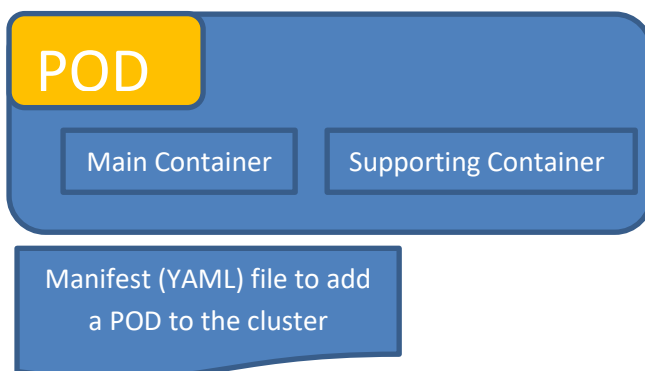 POD
Main Container
Supporting Container
Manifest (YAML) file to add
a POD to the cluster